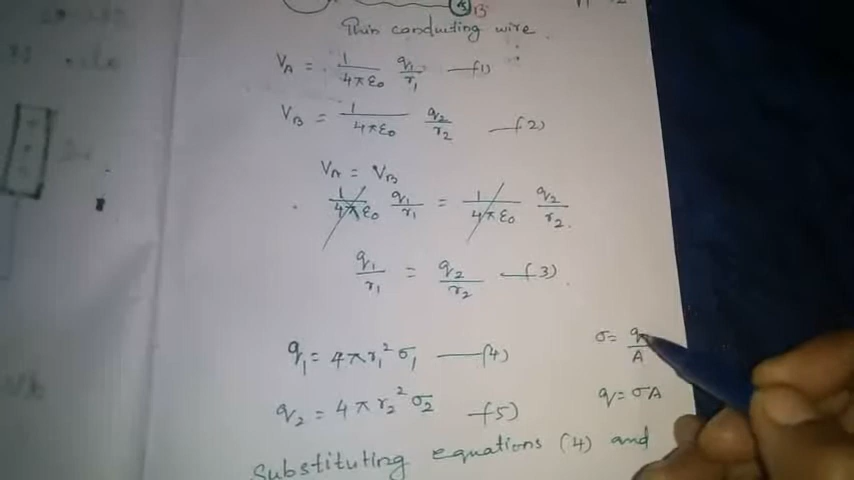 B
Thin conducting wire.
V_A = 1/4πε₀ q₁/r₁ —(1)
V_B = 1/4πε₀ q₂/r₂ —(2)
V_A = V_B
1/4πε₀ q₁/r₁ = 1/4πε₀ q₂/r₂.
q₁/r₁ = q₂/r₂ —(3)
σ = q/A
q₁ = 4πr₁²σ₁ —(4)
q = σA
q₂ = 4πr₂²σ₂ —(5)
Substituting equations (4) and